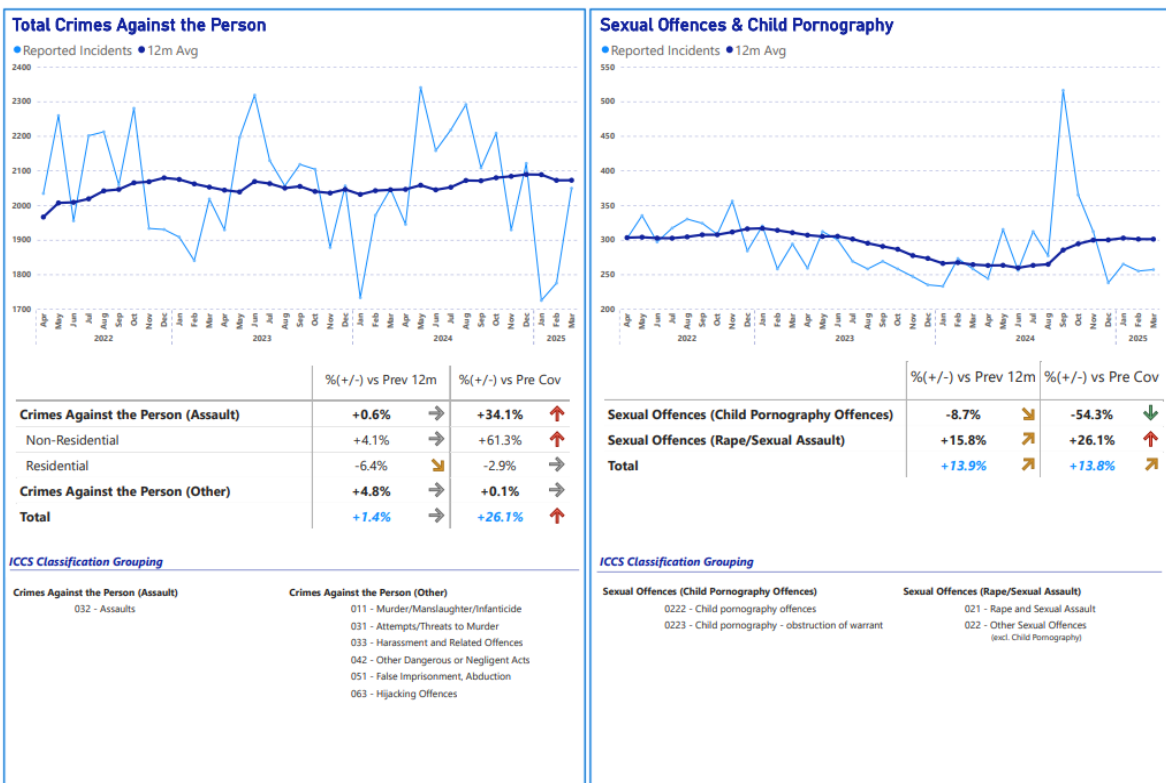 Total Crimes Against the Person
Reported Incidents 12m Avg
2400
2300
2200
2100
2000
1900
1800
1700
Apr May Jun Jul Aug Sep Oct Nov Dec Jan Feb Mar Apr May Jun Jul Aug Sep Oct Nov Dec Jan Feb Mar Apr May Jun Jul Aug Sep Oct Nov Dec Jan Feb Mar
2022 2023 2024 2025
%(+/-) vs Prev 12m %(+/-) vs Pre Cov
Crimes Against the Person (Assault) +0.6% +34.1%
Non-Residential +4.1% +61.3%
Residential -6.4% -2.9%
Crimes Against the Person (Other) +4.8% +0.1%
Total +1.4% +26.1%
ICCS Classification Grouping
Crimes Against the Person (Assault)
032 - Assaults
Crimes Against the Person (Other)
011 - Murder/Manslaughter/Infanticide
031 - Attempts/Threats to Murder
033 - Harassment and Related Offences
042 - Other Dangerous or Negligent Acts
051 - False Imprisonment, Abduction
063 - Hijacking Offences
Sexual Offences & Child Pornography
Reported Incidents 12m Avg
550
500
450
400
350
300
250
200
Apr May Jun Jul Aug Sep Oct Nov Dec Jan Feb Mar Apr May Jun Jul Aug Sep Oct Nov Dec Jan Feb Mar Apr May Jun Jul Aug Sep Oct Nov Dec Jan Feb Mar
2022 2023 2024 2025
%(+/-) vs Prev 12m %(+/-) vs Pre Cov
Sexual Offences (Child Pornography Offences) -8.7% -54.3%
Sexual Offences (Rape/Sexual Assault) +15.8% +26.1%
Total +13.9% +13.8%
ICCS Classification Grouping
Sexual Offences (Child Pornography Offences)
0222 - Child pornography offences
0223 - Child pornography - obstruction of warrant
Sexual Offences (Rape/Sexual Assault)
021 - Rape and Sexual Assault
022 - Other Sexual Offences
(excl. Child Pornography)